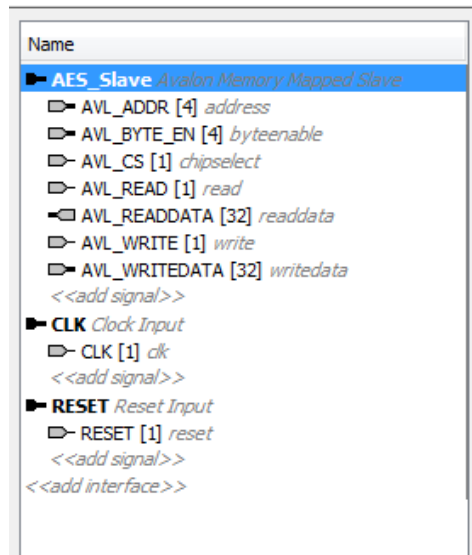 Name
AES_Slave Avalon Memory Mapped Slave
AVL_ADDR [4] address
AVL_BYTE_EN [4] byteenable
AVL_CS [1] chipselect
AVL_READ [1] read
AVL_READDATA [32] readdata
AVL_WRITE [1] write
AVL_WRITEDATA [32] writedata
<<add signal>>
CLK Clock Input
CLK [1] clk
<<add signal>>
RESET Reset Input
RESET [1] reset
<<add signal>>
<<add interface>>